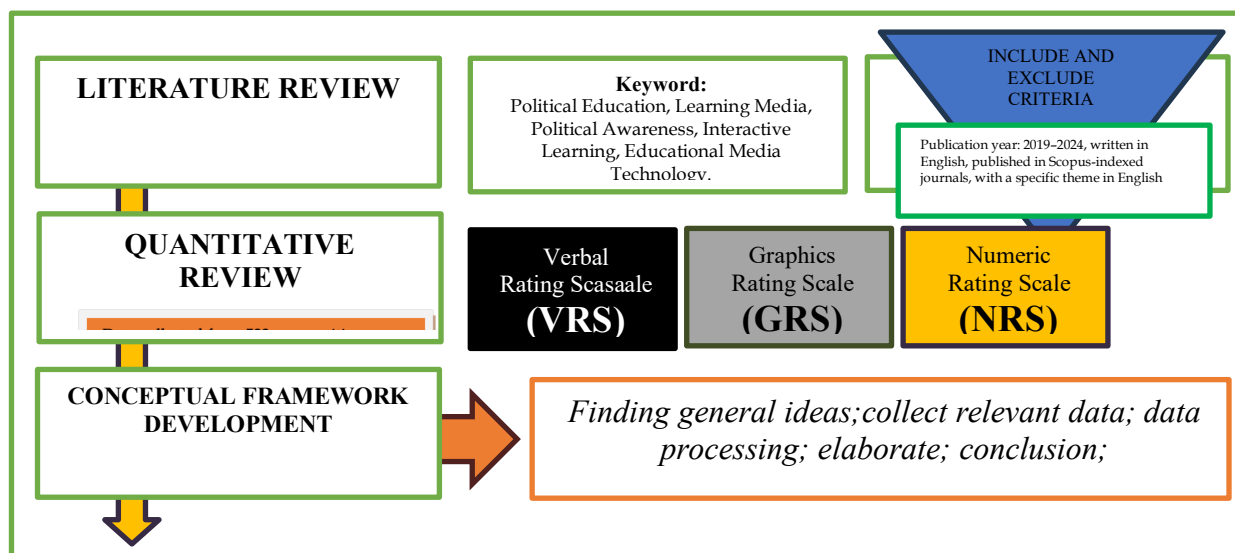 LITERATURE REVIEW
Keyword:
Political Education, Learning Media,
Political Awareness, Interactive
Learning, Educational Media
Technology.
INCLUDE AND
EXCLUDE
CRITERIA
Publication year: 2019–2024, written in
English, published in Scopus-indexed
journals, with a specific theme in English
QUANTITATIVE
REVIEW
Verbal
Rating Scasaale
(VRS)
Graphics
Rating Scale
(GRS)
Numeric
Rating Scale
(NRS)
CONCEPTUAL FRAMEWORK
DEVELOPMENT
Finding general ideas;collect relevant data; data
processing; elaborate; conclusion;